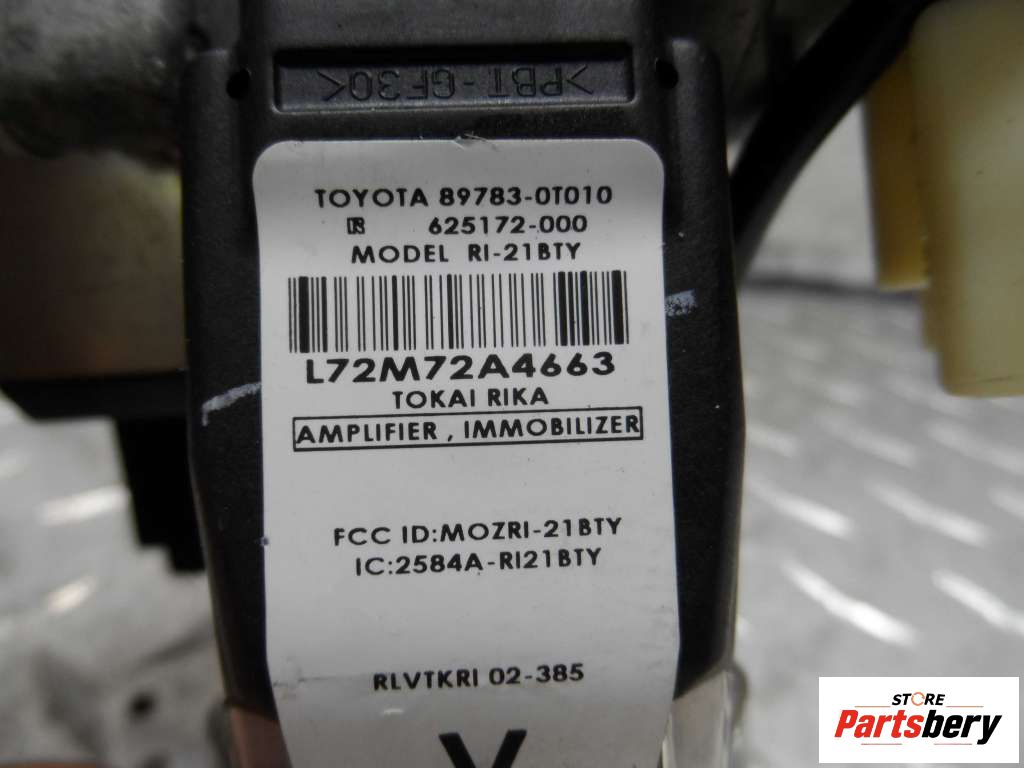 >PBT-GF30<
TOYOTA 89783-0T010
625172-000
MODEL RI-21BTY
L72M72A4663
TOKAI RIKA
AMPLIFIER , IMMOBILIZER
FCC ID:MOZRI-21BTY
IC:2584A-RI21BTY
RLVTKRI 02-385
STORE
Partsbery